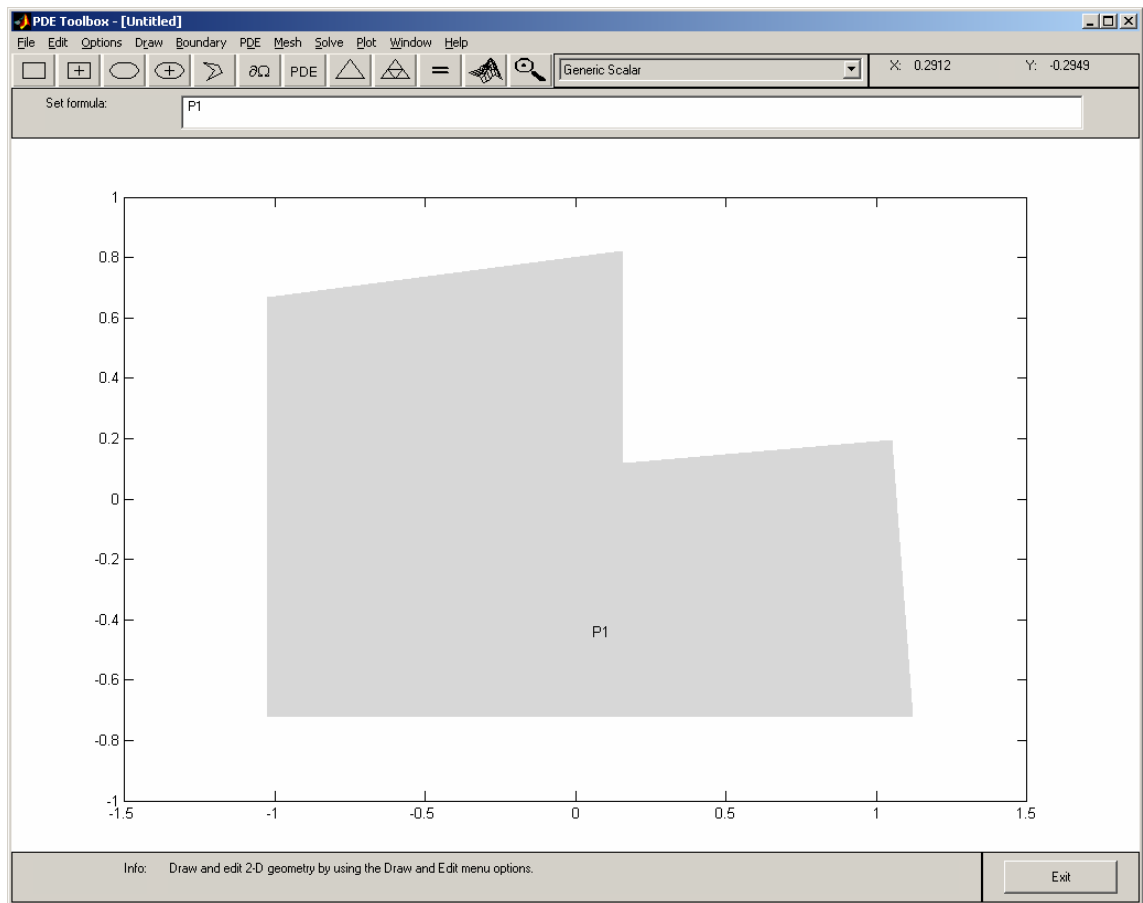 PDE Toolbox - [Untitled]
File Edit Options Draw Boundary PDE Mesh Solve Plot Window Help
∂Ω PDE = Generic Scalar X: 0.2912 Y: -0.2949
Set formula: P1
1
0.8
0.6
0.4
0.2
0
-0.2
-0.4
P1
-0.6
-0.8
-1
-1.5 -1 -0.5 0 0.5 1 1.5
Info: Draw and edit 2-D geometry by using the Draw and Edit menu options. Exit